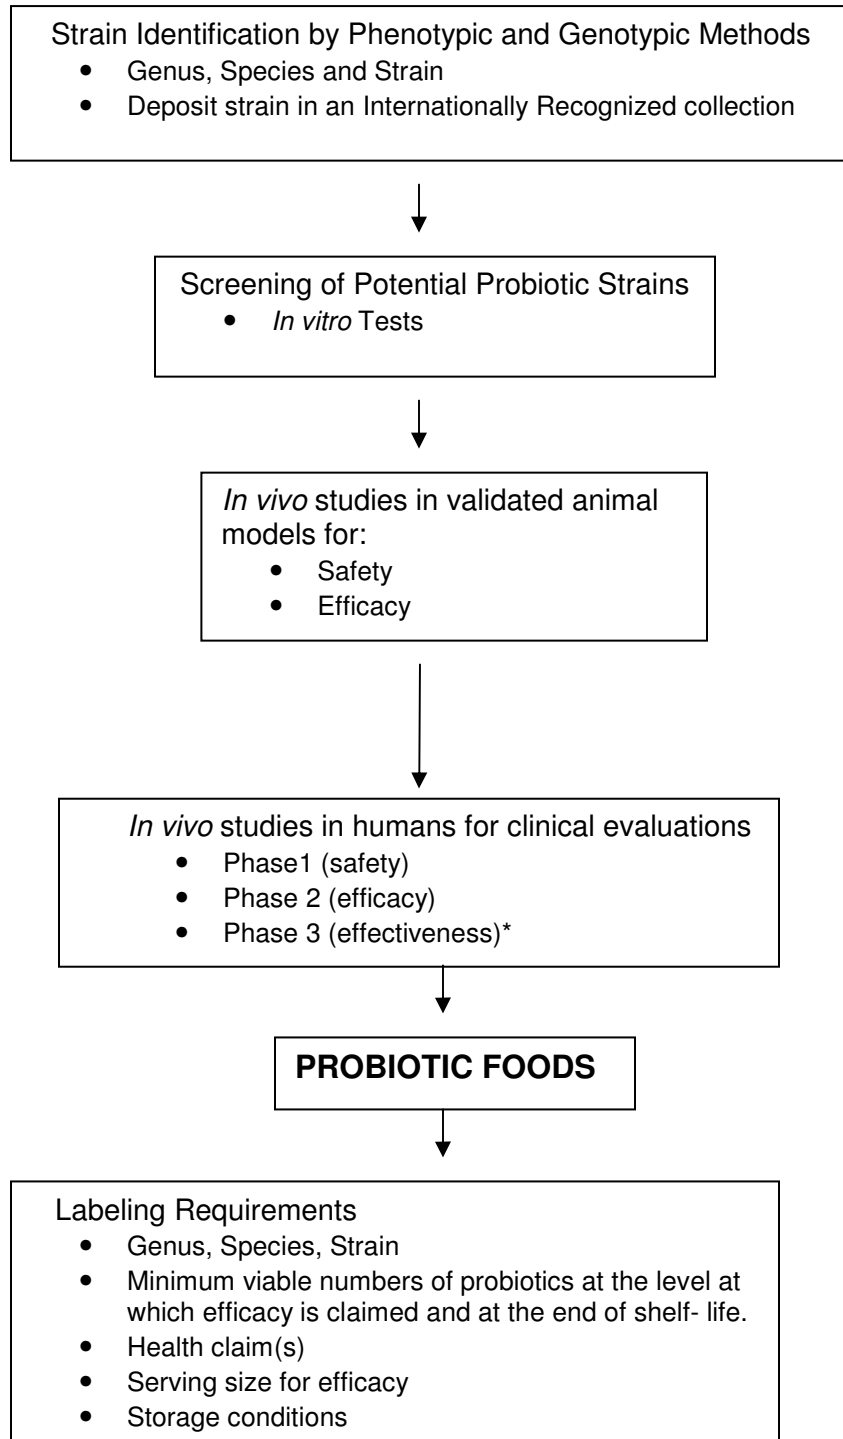 Strain Identification by Phenotypic and Genotypic Methods
• Genus, Species and Strain
• Deposit strain in an Internationally Recognized collection
Screening of Potential Probiotic Strains
• In vitro Tests
In vivo studies in validated animal
models for:
• Safety
• Efficacy
In vivo studies in humans for clinical evaluations
• Phase1 (safety)
• Phase 2 (efficacy)
• Phase 3 (effectiveness)*
PROBIOTIC FOODS
Labeling Requirements
• Genus, Species, Strain
• Minimum viable numbers of probiotics at the level at
which efficacy is claimed and at the end of shelf- life.
• Health claim(s)
• Serving size for efficacy
• Storage conditions